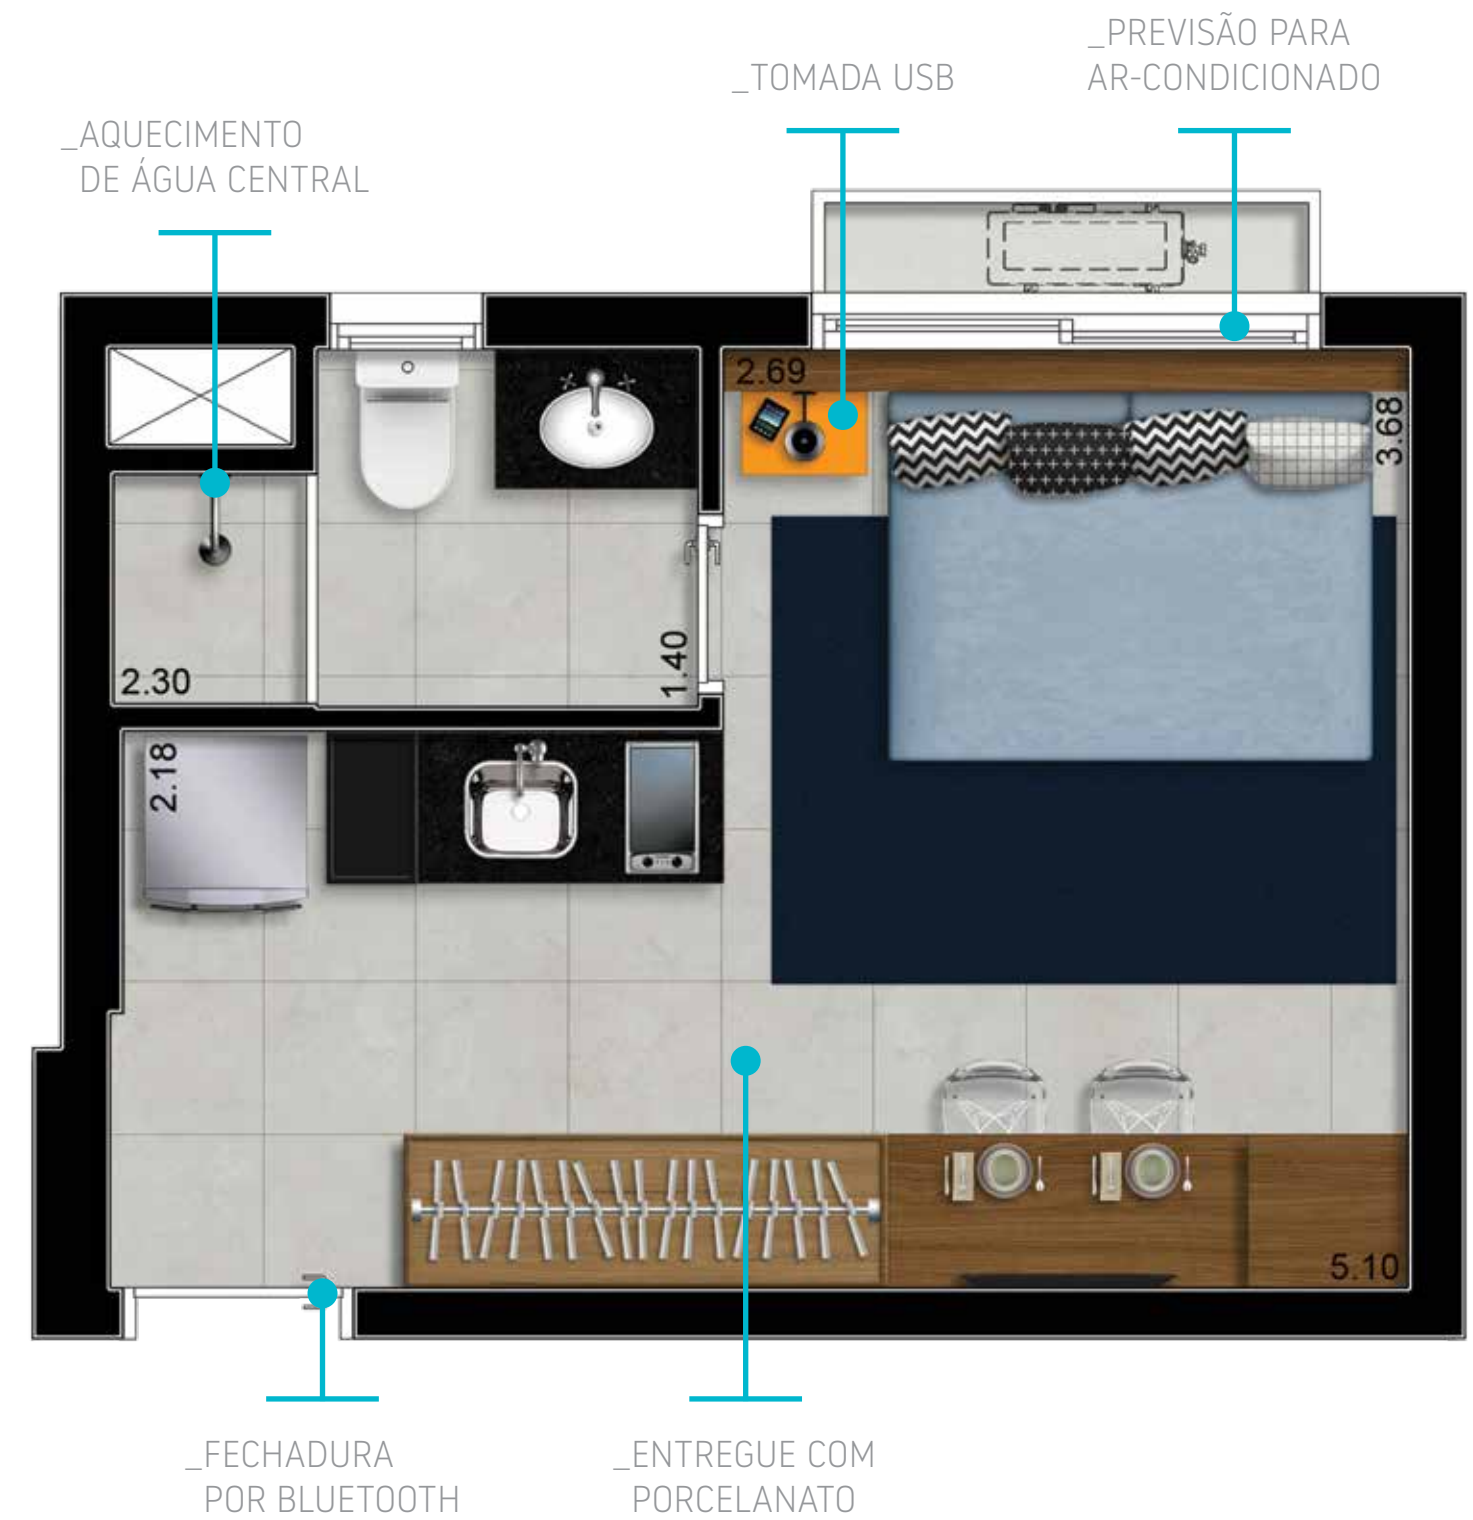 _PREVISÃO PARA
AR-CONDICIONADO
_TOMADA USB
_AQUECIMENTO
DE ÁGUA CENTRAL
2.69
3.68
1.40
2.30
2.18
5.10
_FECHADURA
POR BLUETOOTH
_ENTREGUE COM
PORCELANATO